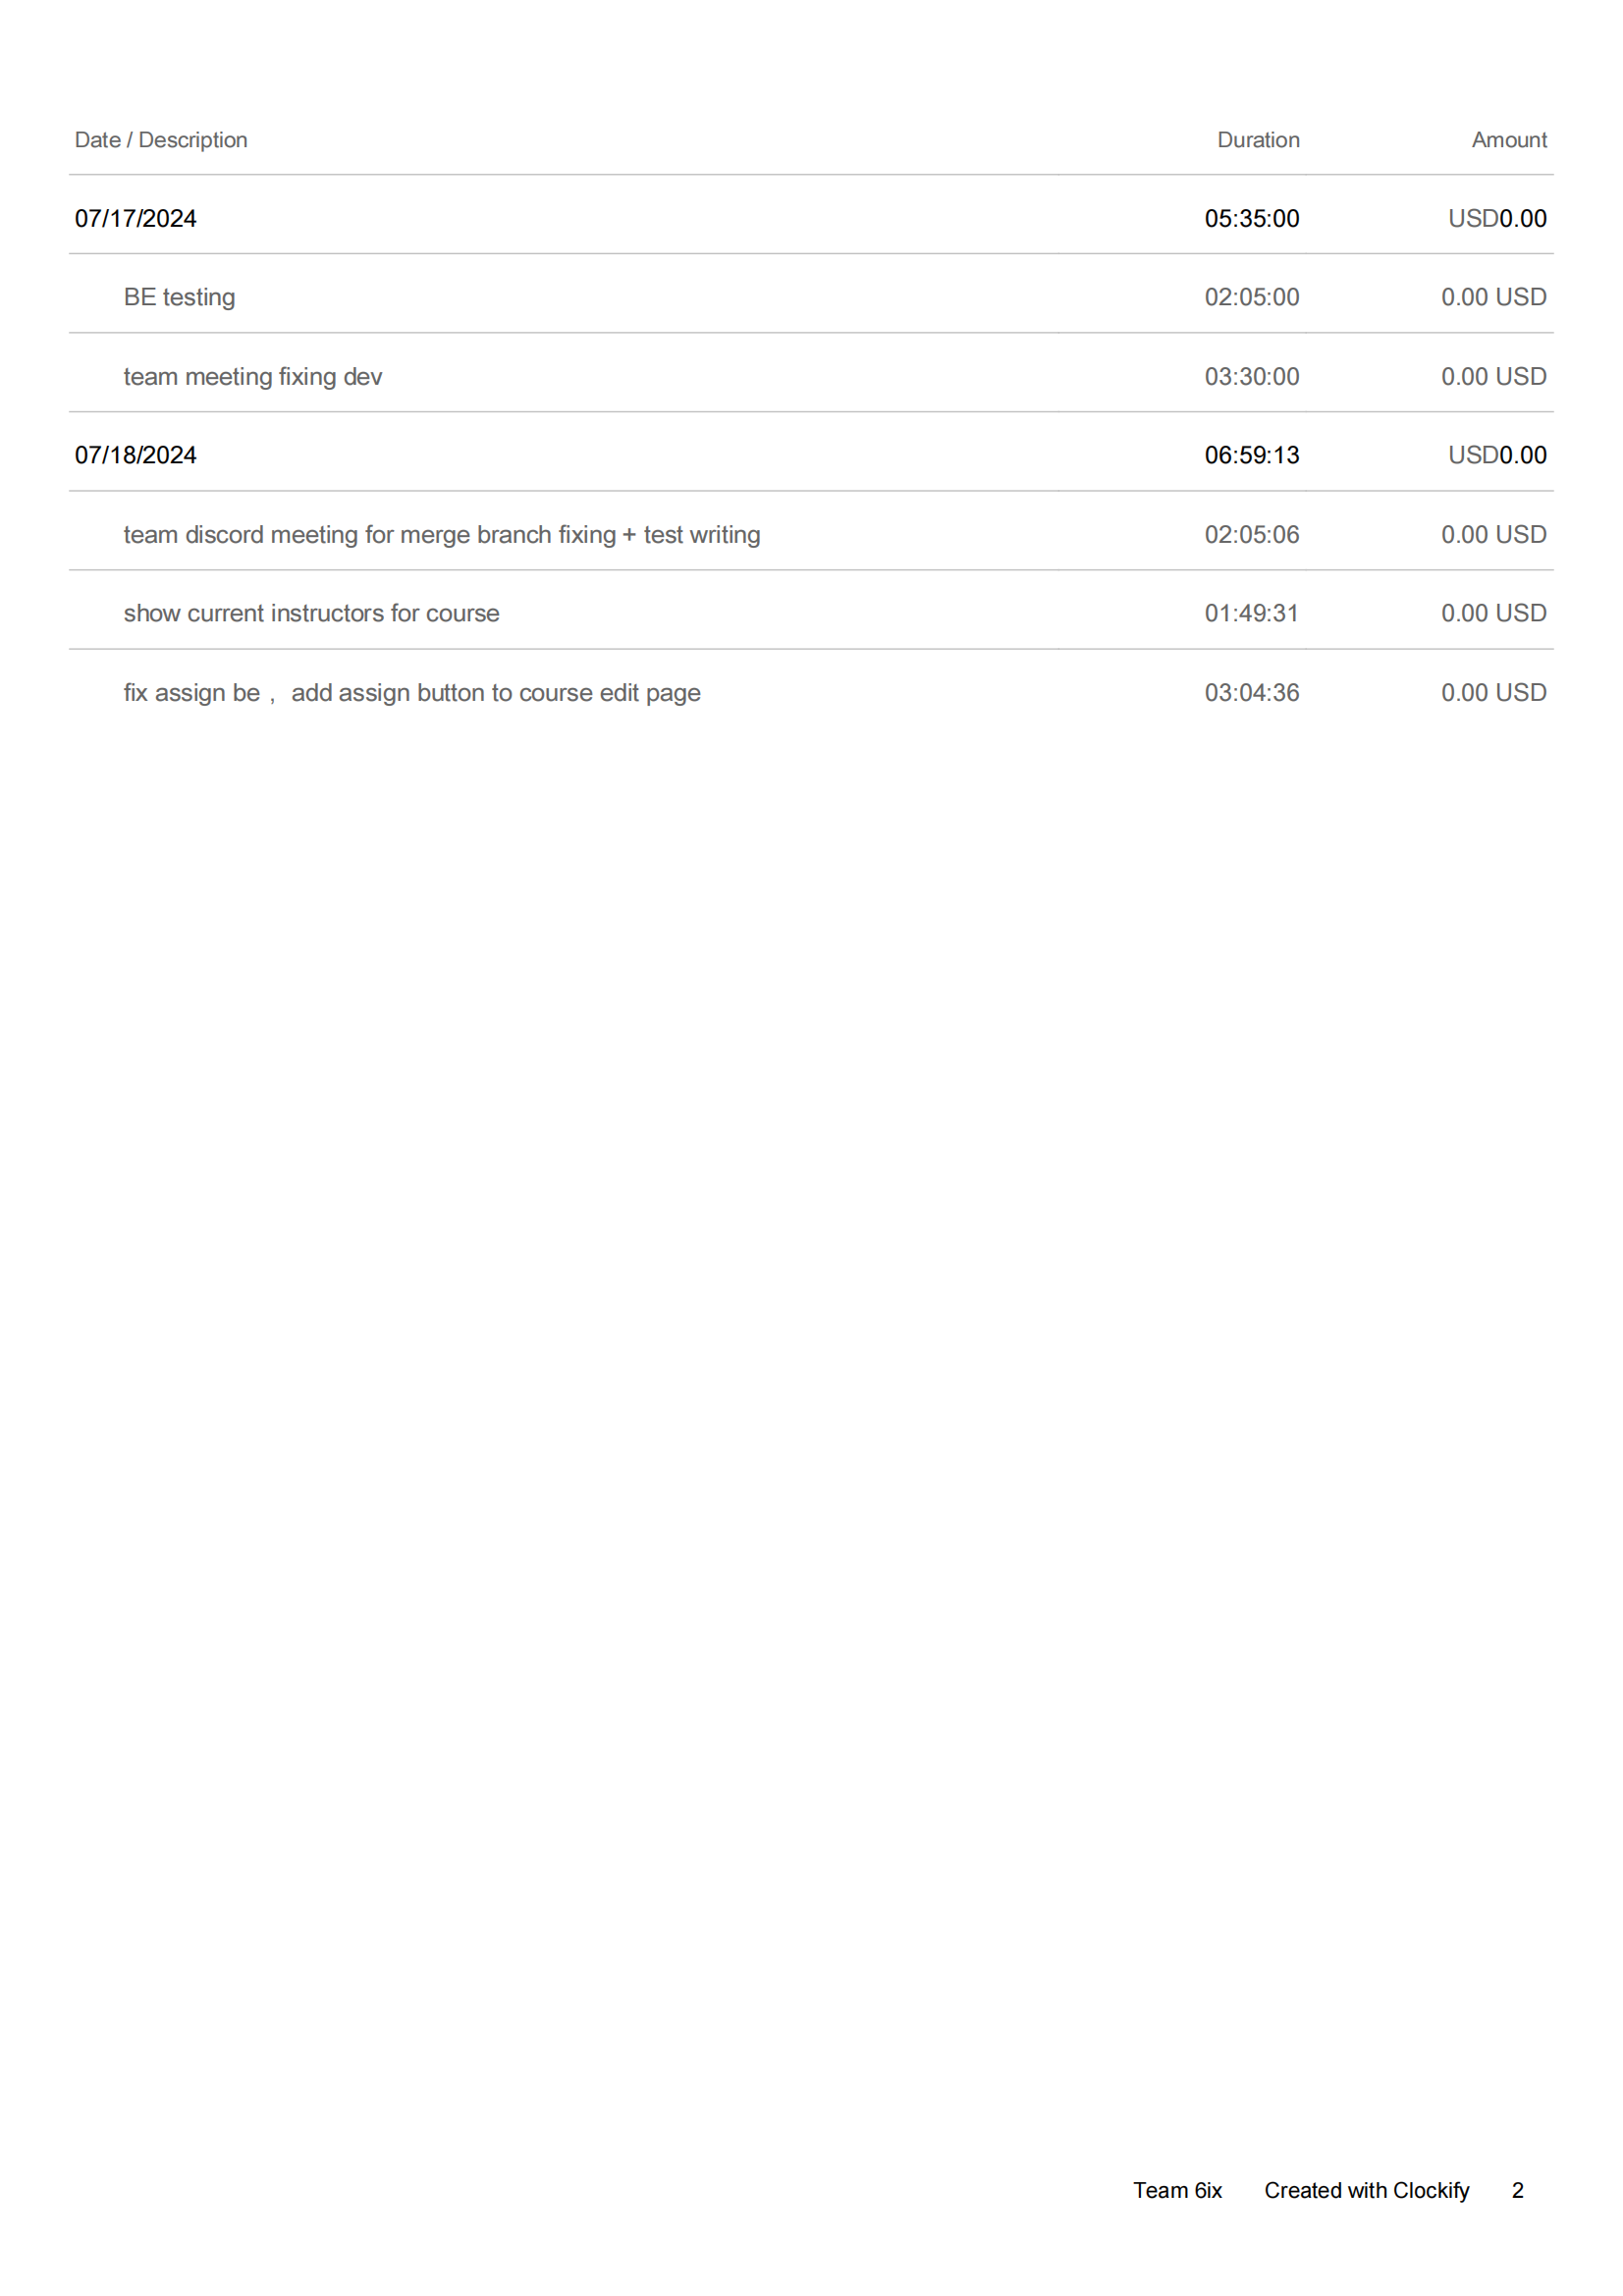 Date / Description Duration Amount
07/17/2024 05:35:00 USD0.00
BE testing 02:05:00 0.00 USD
team meeting fixing dev 03:30:00 0.00 USD
07/18/2024 06:59:13 USD0.00
team discord meeting for merge branch fixing + test writing 02:05:06 0.00 USD
show current instructors for course 01:49:31 0.00 USD
fix assign be ,  add assign button to course edit page 03:04:36 0.00 USD
Team 6ix Created with Clockify 2